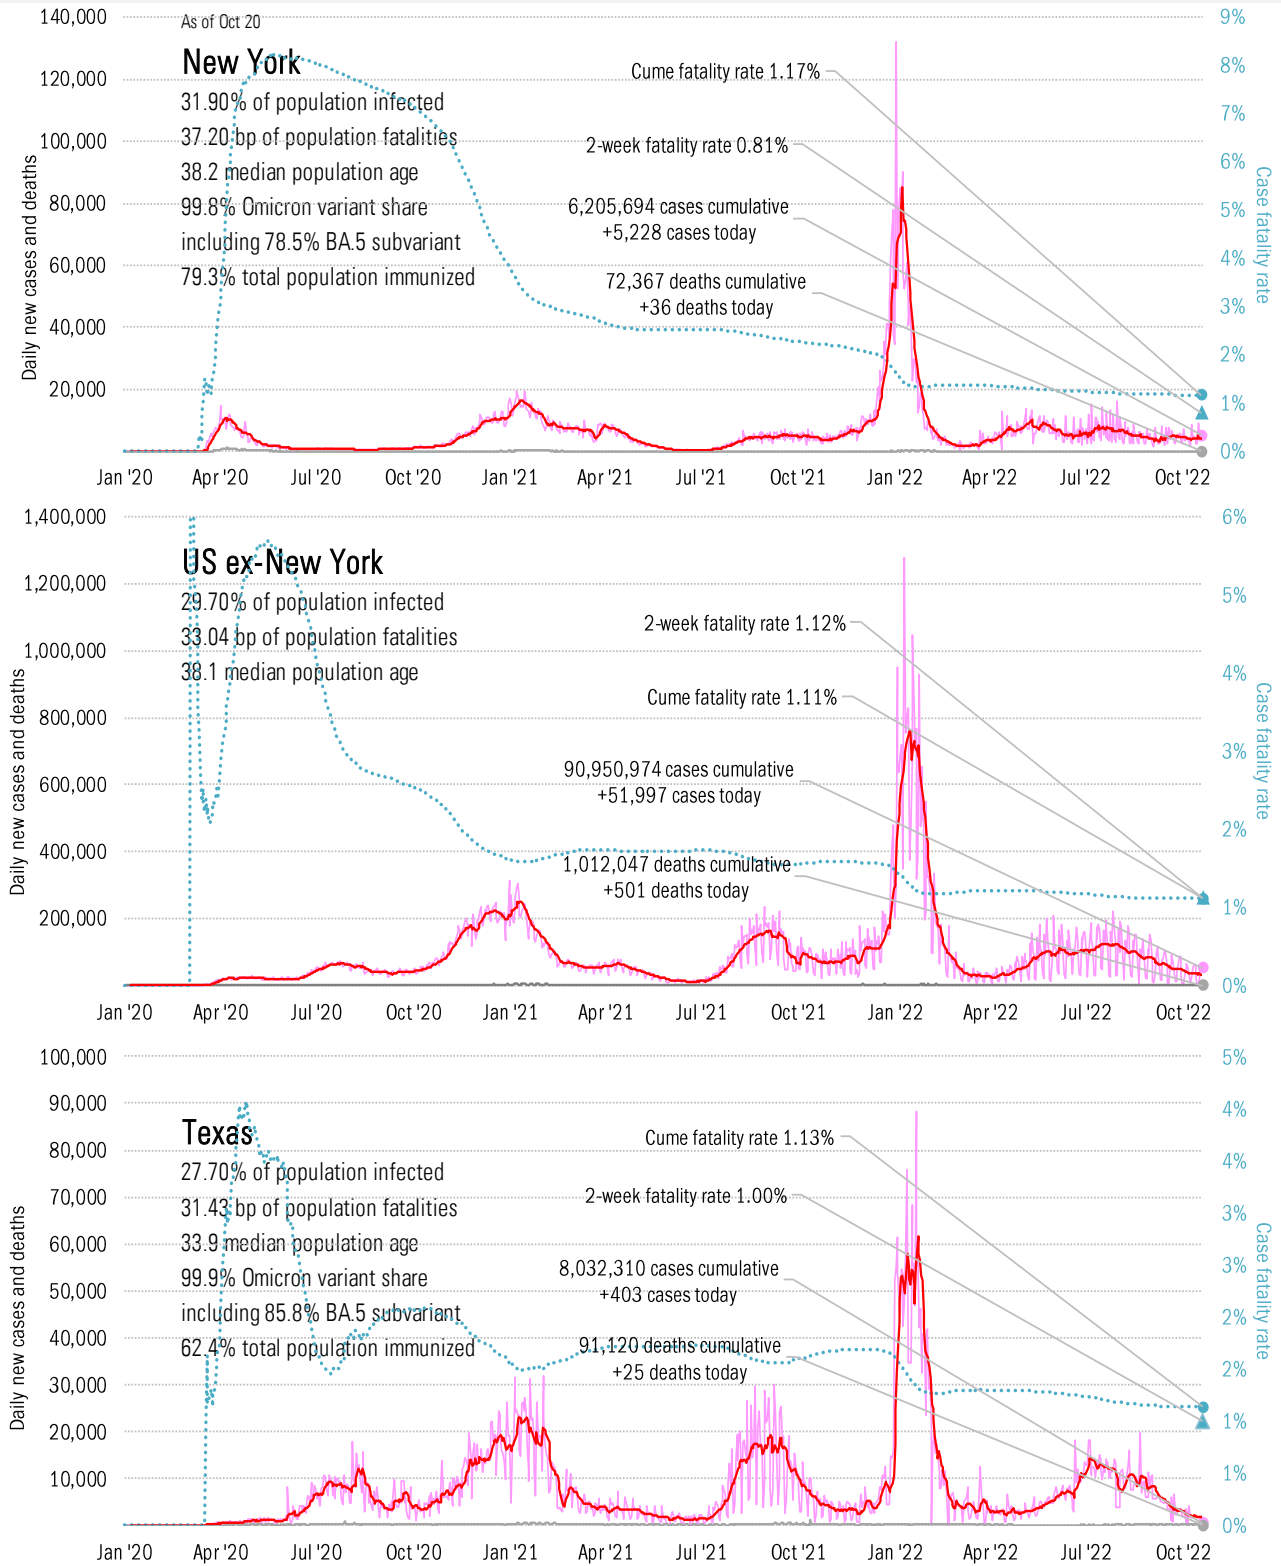 As of Oct 20
New York
31.90% of population infected
37.20 bp of population fatalities
38.2 median population age
99.8% Omicron variant share
including 78.5% BA.5 subvariant
79.3% total population immunized
Cume fatality rate 1.17%
2-week fatality rate 0.81%
6,205,694 cases cumulative
+5,228 cases today
72,367 deaths cumulative
+36 deaths today
Daily new cases and deaths
140,000
120,000
100,000
80,000
60,000
40,000
20,000
Case fatality rate
9%
8%
7%
6%
5%
4%
3%
2%
1%
0%
Jan '20 Apr '20 Jul '20 Oct '20 Jan '21 Apr '21 Jul '21 Oct '21 Jan '22 Apr '22 Jul '22 Oct '22
US ex-New York
29.70% of population infected
33.04 bp of population fatalities
38.1 median population age
2-week fatality rate 1.12%
Cume fatality rate 1.11%
90,950,974 cases cumulative
+51,997 cases today
1,012,047 deaths cumulative
+501 deaths today
Daily new cases and deaths
1,400,000
1,200,000
1,000,000
800,000
600,000
400,000
200,000
Case fatality rate
6%
5%
4%
3%
2%
1%
0%
Jan '20 Apr '20 Jul '20 Oct '20 Jan '21 Apr '21 Jul '21 Oct '21 Jan '22 Apr '22 Jul '22 Oct '22
Texas
27.70% of population infected
31.43 bp of population fatalities
33.9 median population age
99.9% Omicron variant share
including 85.8% BA.5 subvariant
62.4% total population immunized
Cume fatality rate 1.13%
2-week fatality rate 1.00%
8,032,310 cases cumulative
+403 cases today
91,120 deaths cumulative
+25 deaths today
Daily new cases and deaths
100,000
90,000
80,000
70,000
60,000
50,000
40,000
30,000
20,000
10,000
Case fatality rate
5%
4%
4%
3%
3%
2%
2%
1%
1%
0%
Jan '20 Apr '20 Jul '20 Oct '20 Jan '21 Apr '21 Jul '21 Oct '21 Jan '22 Apr '22 Jul '22 Oct '22